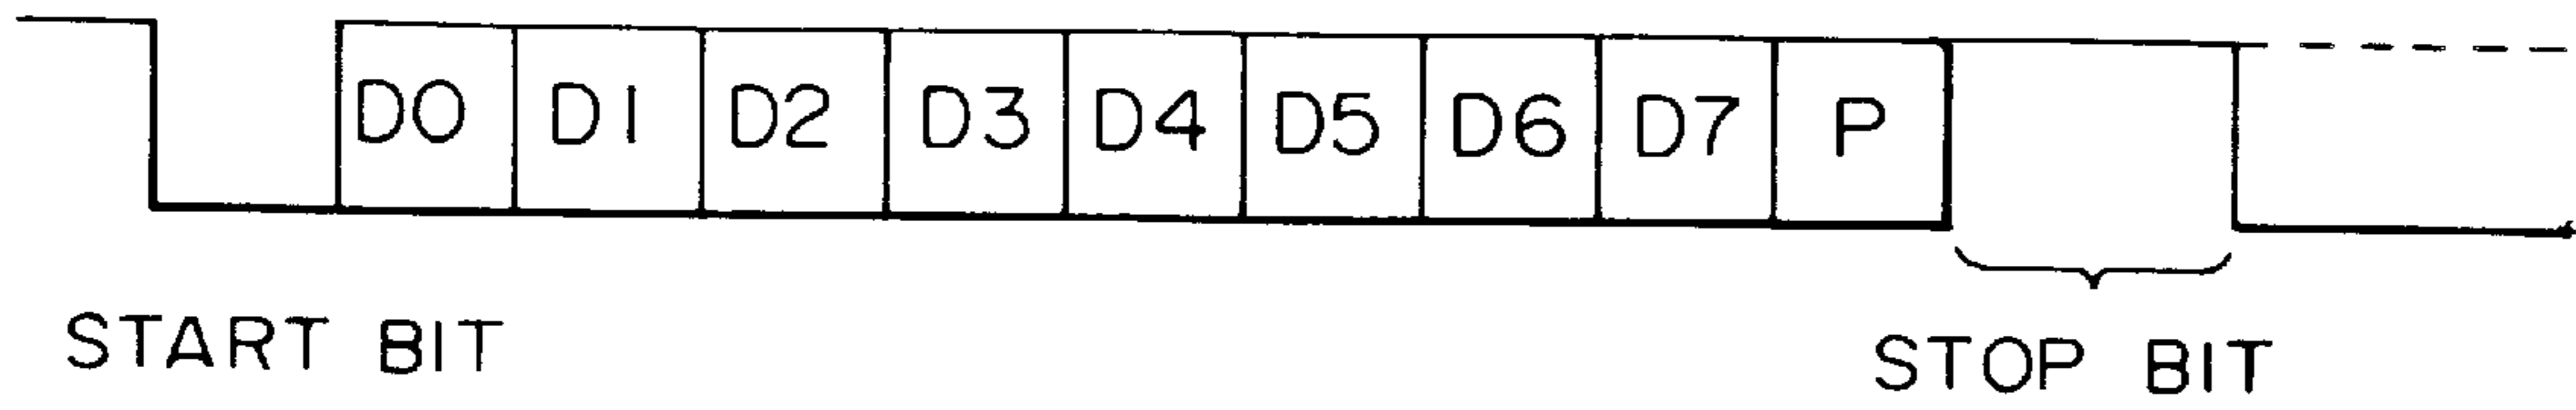 D0 D1 D2 D3 D4 D5 D6 D7 P
START BIT
STOP BIT